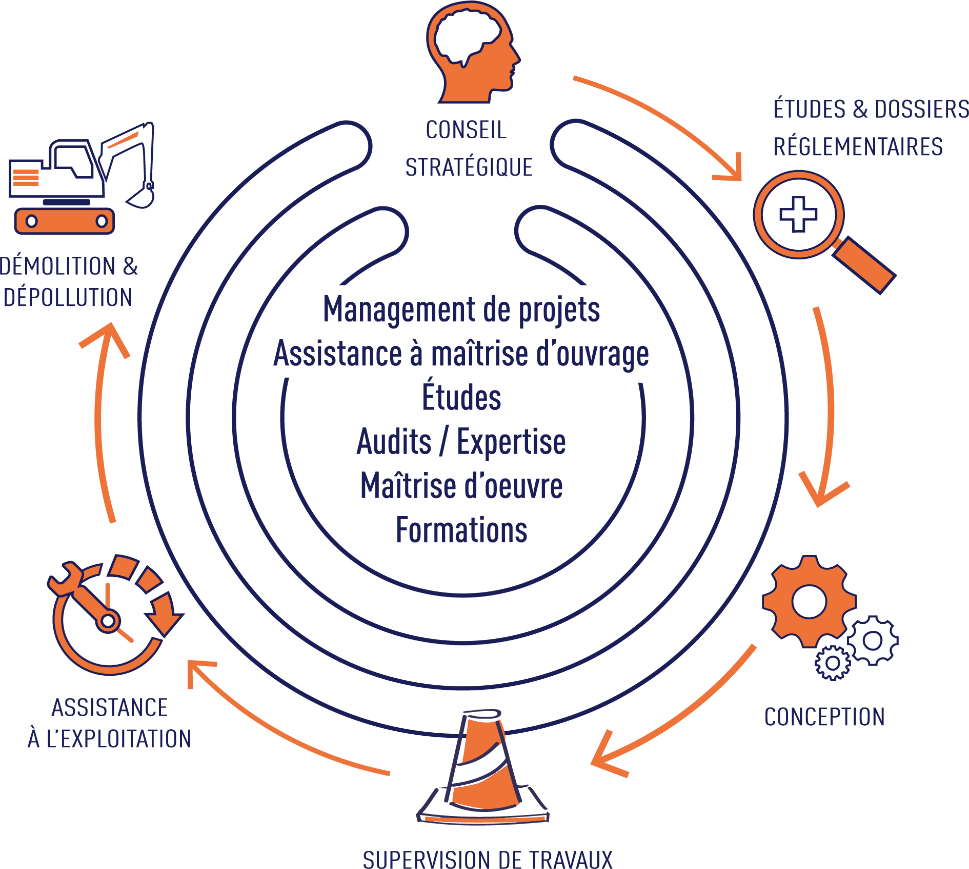 CONSEIL
STRATÉGIQUE
ÉTUDES & DOSSIERS
RÉGLEMENTAIRES
DÉMOLITION &
DÉPOLLUTION
Management de projets
Assistance à maîtrise d'ouvrage
Études
Audits / Expertise
Maîtrise d'oeuvre
Formations
ASSISTANCE
À L'EXPLOITATION
CONCEPTION
SUPERVISION DE TRAVAUX